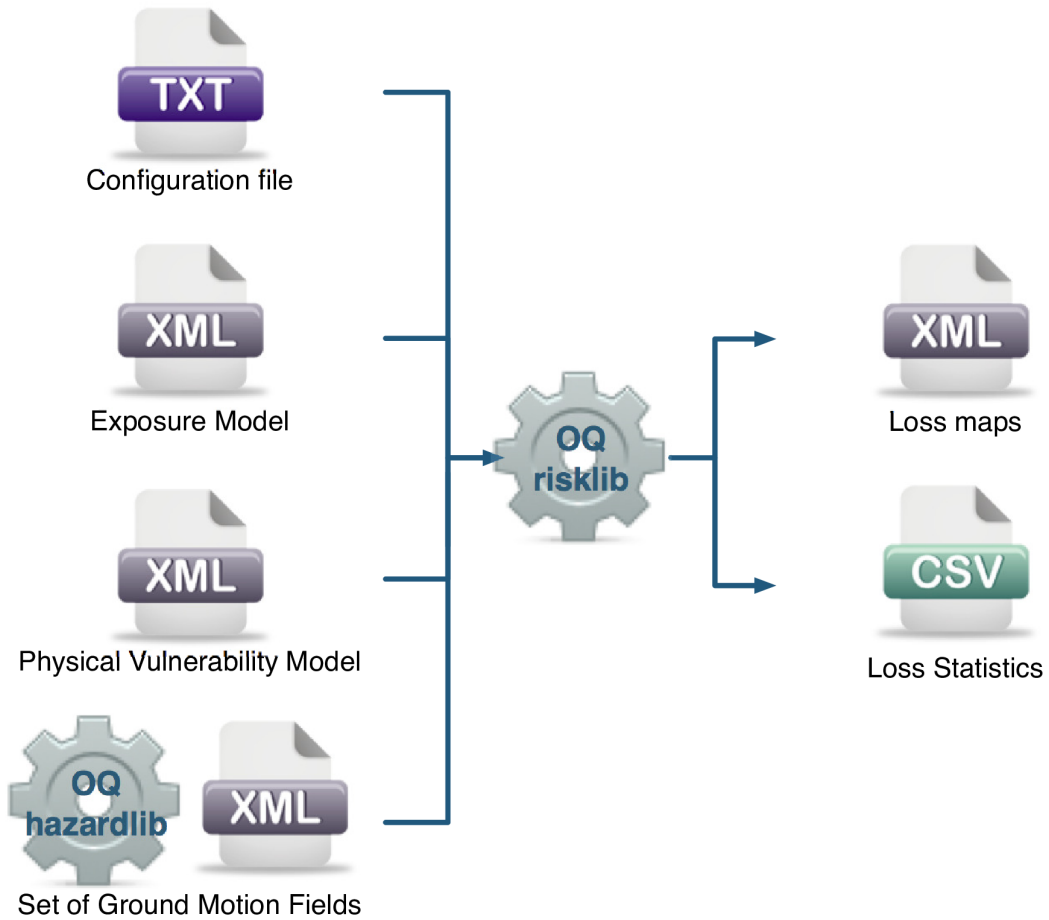 TXT
Configuration file
XML
Exposure Model
XML
Physical Vulnerability Model
OQ
hazardlib
XML
Set of Ground Motion Fields
OQ
risklib
XML
Loss maps
CSV
Loss Statistics